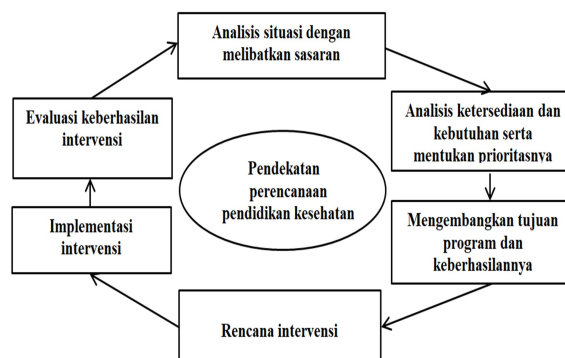 Analisis situasi dengan
melibatkan sasaran
Analisis ketersediaan dan
kebutuhan serta
mentukan prioritasnya
Mengembangkan tujuan
program dan
keberhasilannya
Rencana intervensi
Implementasi
intervensi
Evaluasi keberhasilan
intervensi
Pendekatan
perencanaan
pendidikan kesehatan